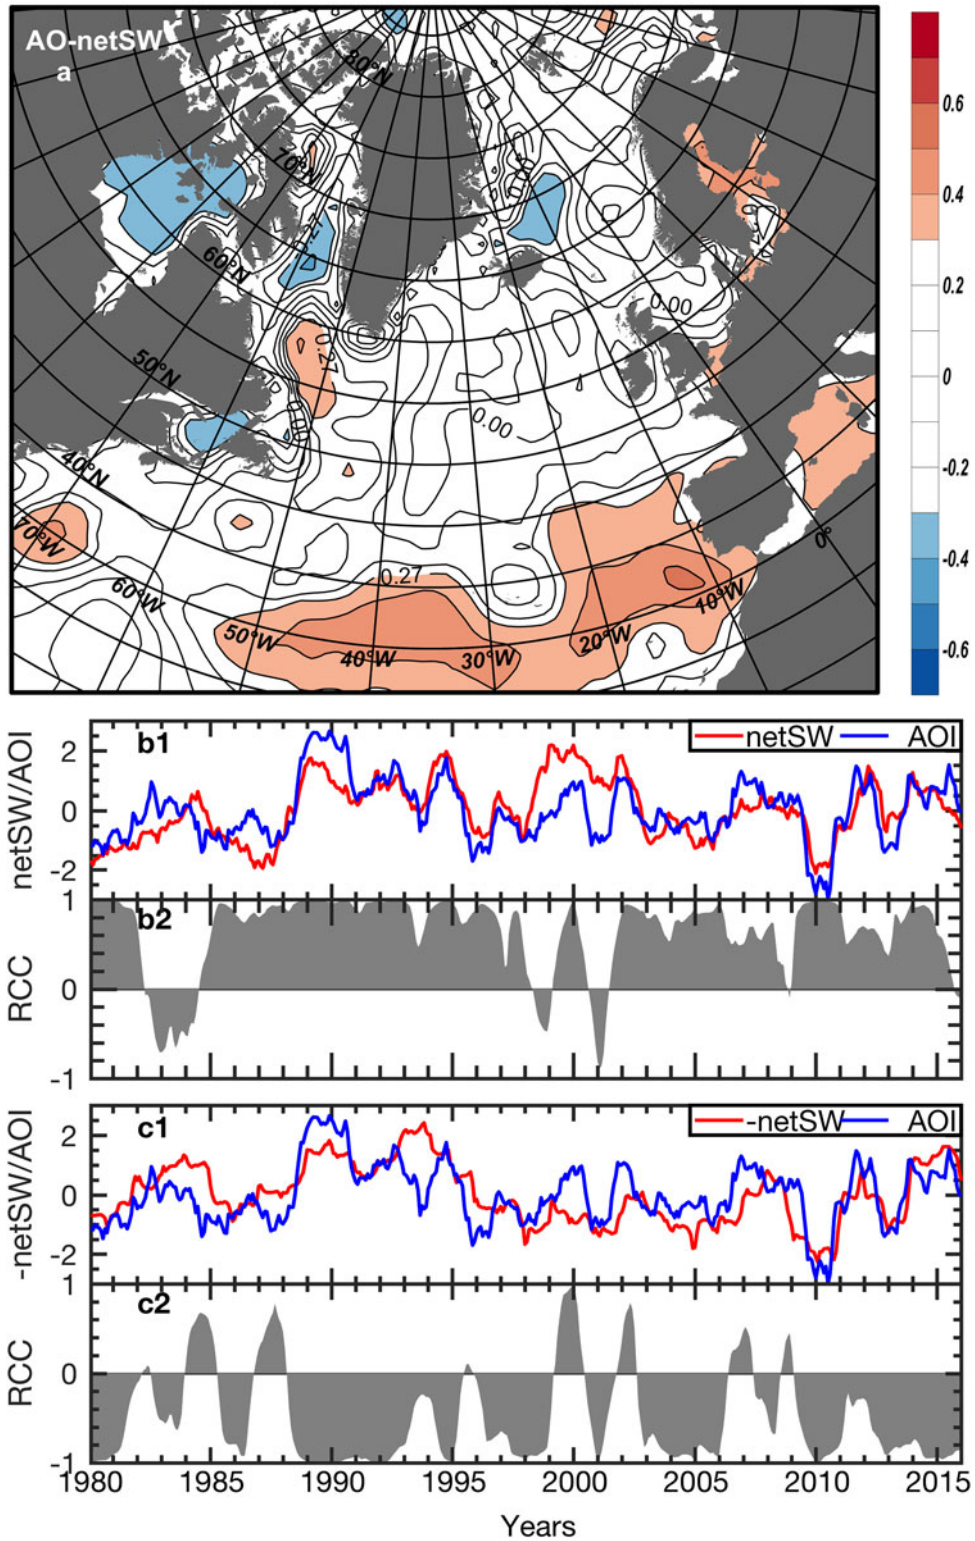 AO-netSW
a
80°N
70°N
60°N
50°N
40°N
70°W
60°W
50°W
40°W
30°W
20°W
10°W
0°
0.00
0.00
0.00
0.27
0.27
0.6
0.4
0.2
0
-0.2
-0.4
-0.6
b1
netSW AOI
netSW/AOI
2
0
-2
b2
RCC
1
0
-1
c1
-netSW AOI
-netSW/AOI
2
0
-2
c2
RCC
1
0
-1
1980 1985 1990 1995 2000 2005 2010 2015
Years